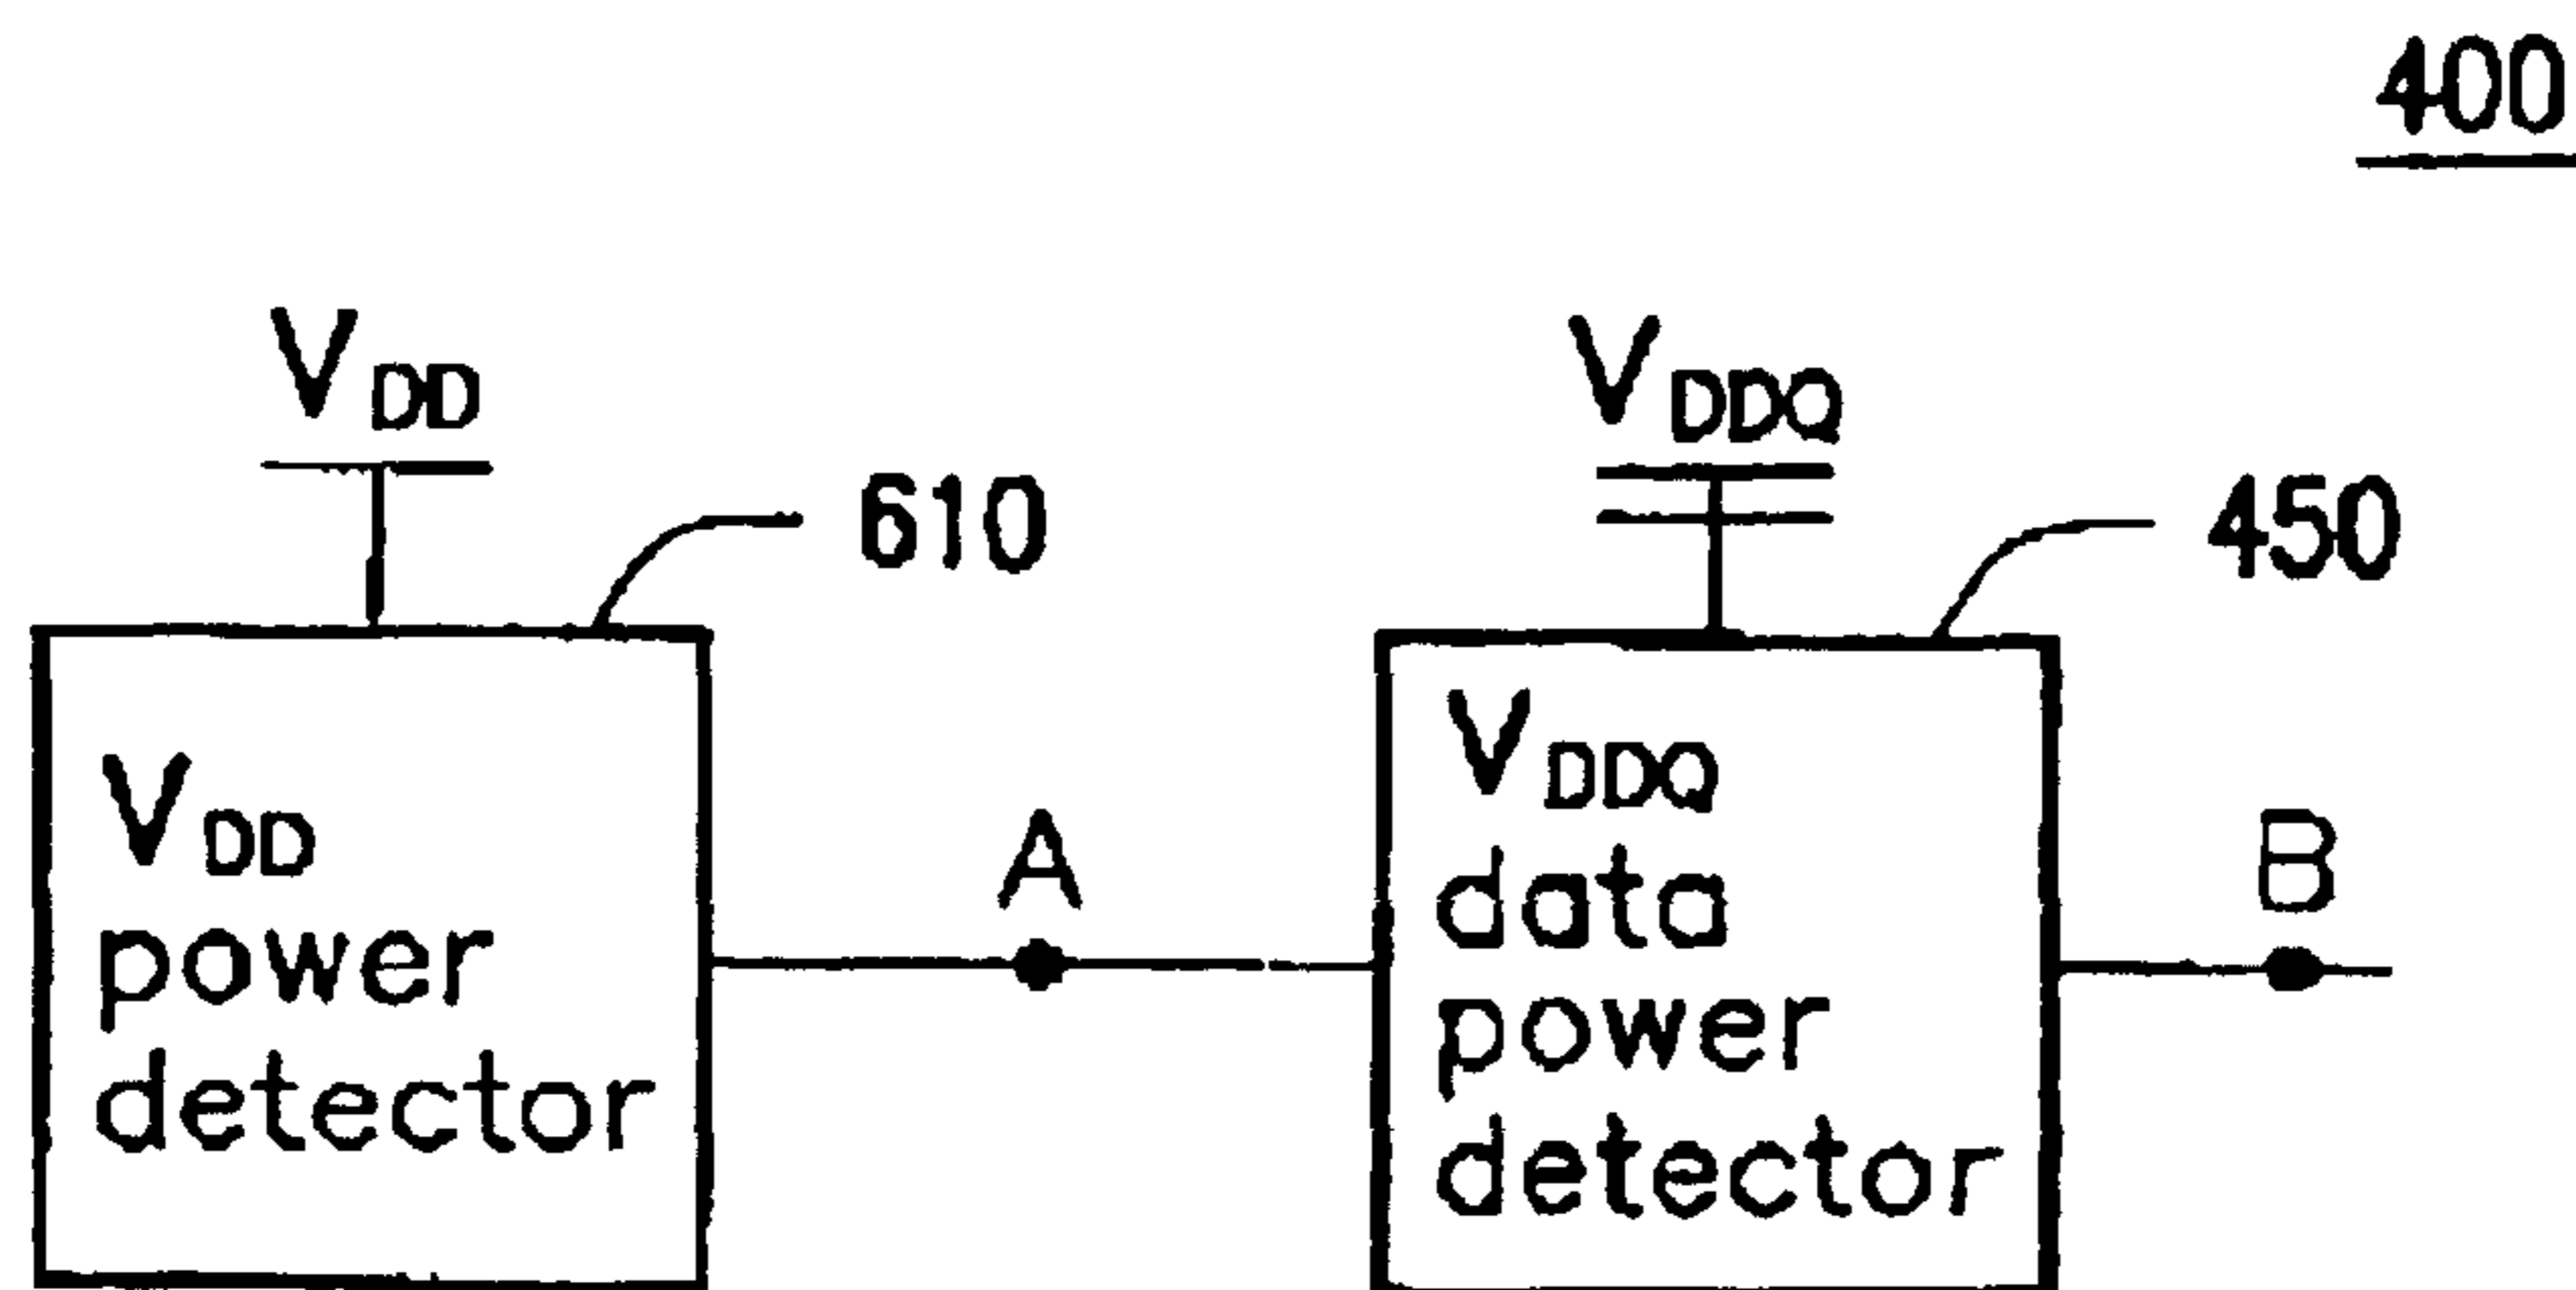 400
VDD
610
VDDQ
450
VDD
power
detector
A
VDDQ
data
power
detector
B